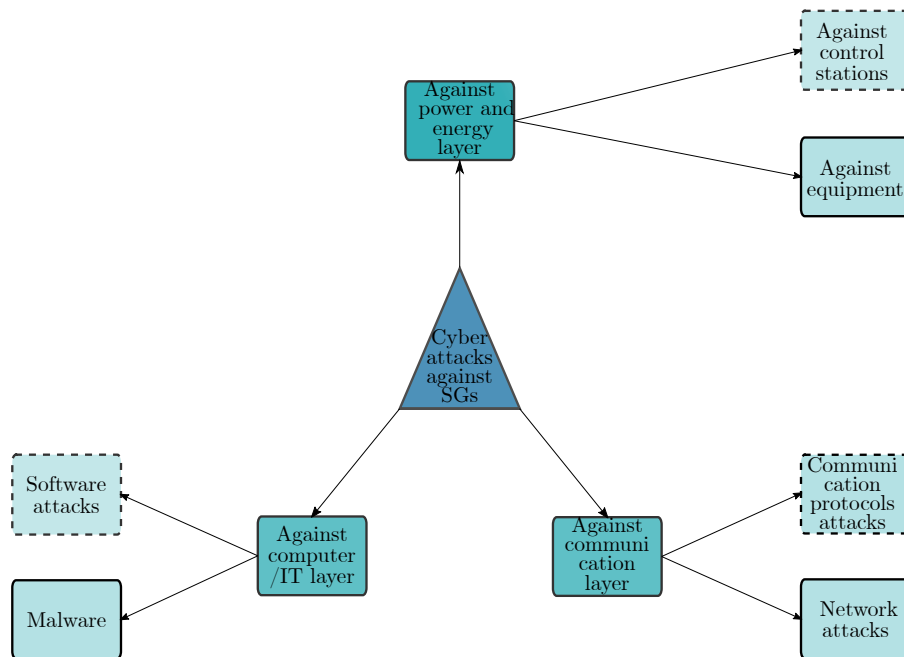 Against
control
stations
Against
power and
energy
layer
Against
equipment
Cyber
attacks
against
SGs
Software
attacks
Communi
cation
protocols
attacks
Against
computer
/IT layer
Against
communi
cation
layer
Malware
Network
attacks